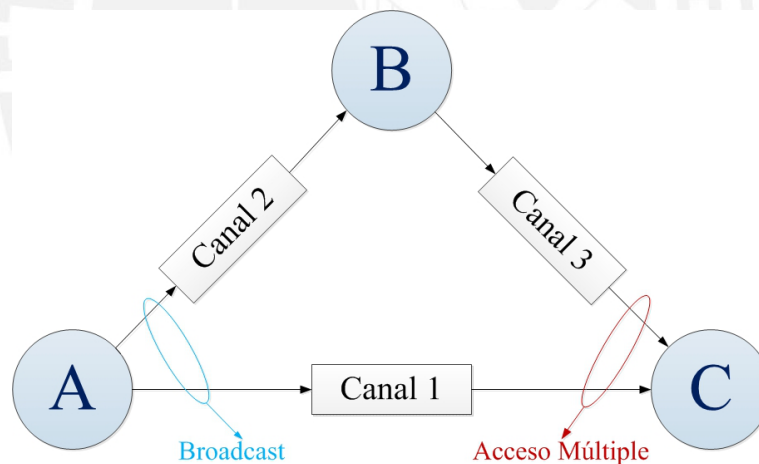 B
Canal 2
Canal 3
A
Canal 1
C
Broadcast
Acceso Múltiple